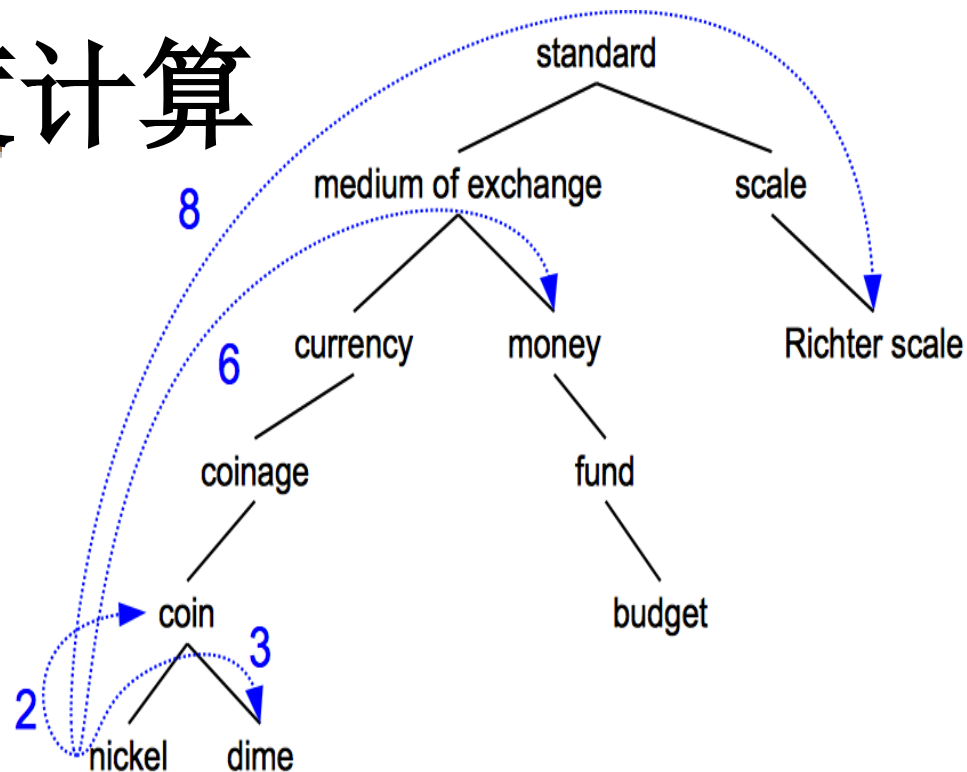 计算
standard
medium of exchange
scale
8
currency
money
Richter scale
6
coinage
fund
coin
budget
3
2
nickel
dime